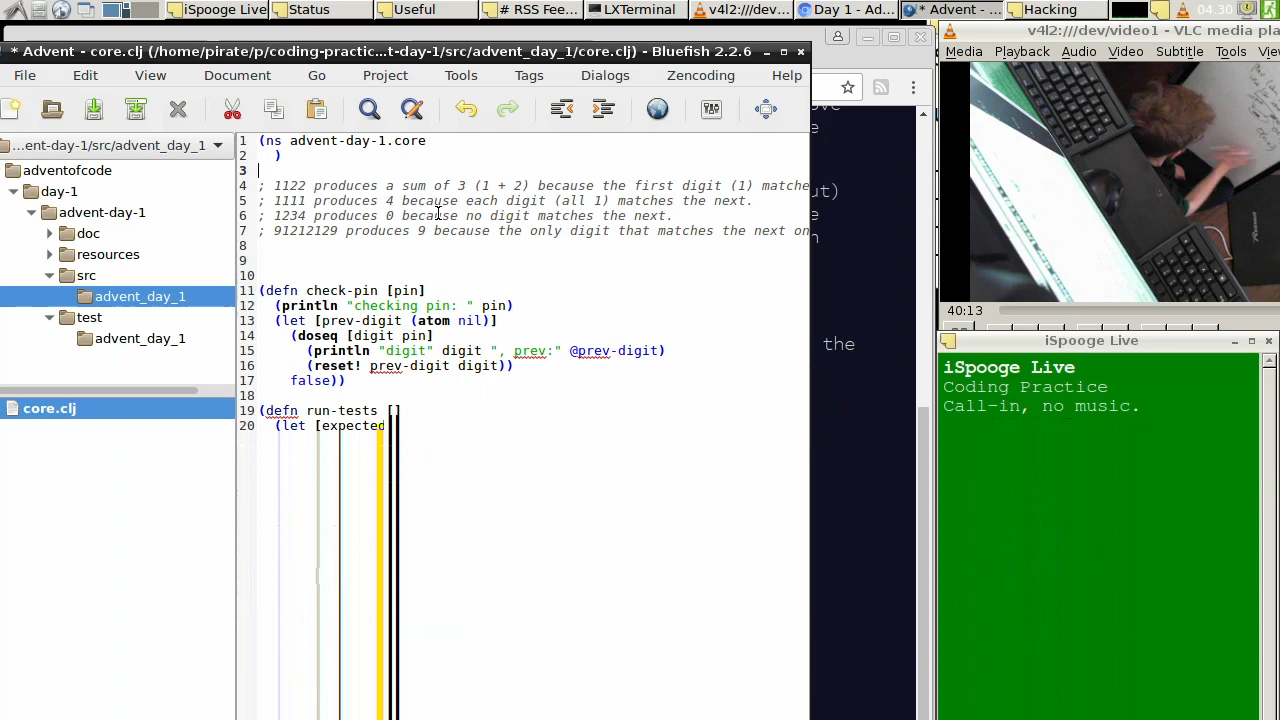 iSpooge Live
Status
Useful
# RSS Fee...
LXTerminal
v4l2:///dev...
Day 1 - Ad...
* Advent - ...
Hacking
04.30
* Advent - core.clj (/home/pirate/p/coding-practic...t-day-1/src/advent_day_1/core.clj) - Bluefish 2.2.6
File Edit View Document Go Project Tools Tags Dialogs Zencoding Help
...ent-day-1/src/advent_day_1
adventofcode
day-1
advent-day-1
doc
resources
src
advent_day_1
test
advent_day_1
core.clj
1 (ns advent-day-1.core
2 )
3
4 ; 1122 produces a sum of 3 (1 + 2) because the first digit (1) matche
5 ; 1111 produces 4 because each digit (all 1) matches the next.
6 ; 1234 produces 0 because no digit matches the next.
7 ; 91212129 produces 9 because the only digit that matches the next on
8
9
10
11 (defn check-pin [pin]
12 (println "checking pin: " pin)
13 (let [prev-digit (atom nil)]
14 (doseq [digit pin]
15 (println "digit" digit ", prev:" @prev-digit)
16 (reset! prev-digit digit))
17 false))
18
19 (defn run-tests []
20 (let [expected
ut)
the
v4l2:///dev/video1 - VLC media pla
Media Playback Audio Video Subtitle Tools Vie
40:13
iSpooge Live
iSpooge Live
Coding Practice
Call-in, no music.